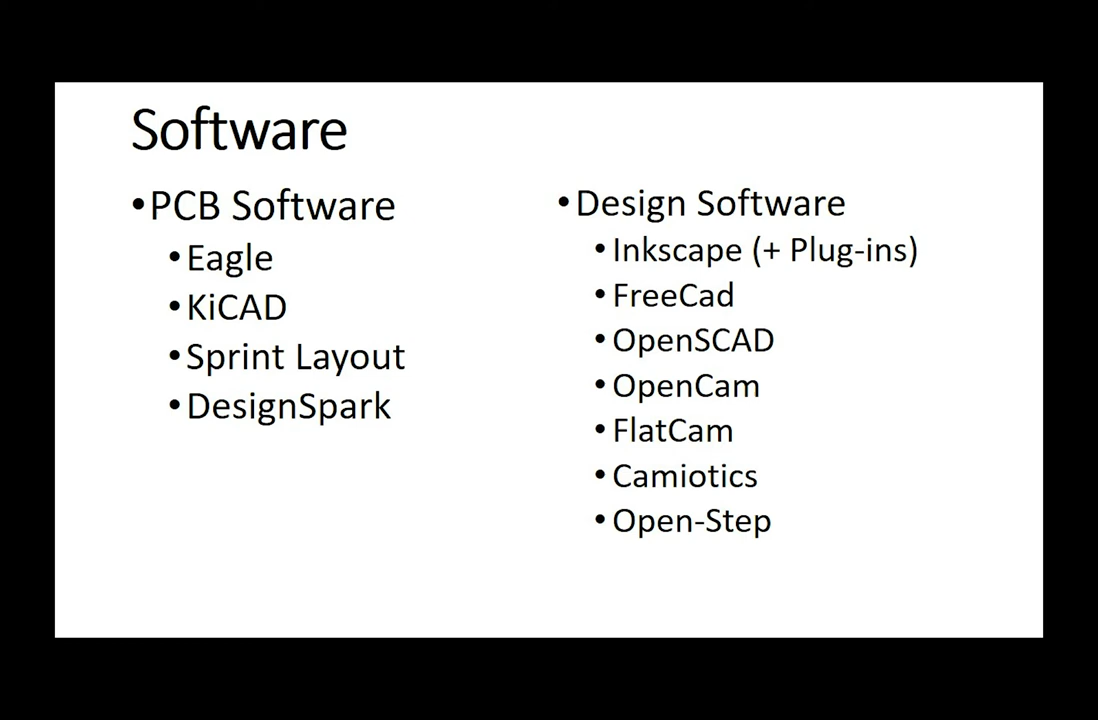 Software
•PCB Software
•Eagle
•KiCAD
•Sprint Layout
•DesignSpark
•Design Software
•Inkscape (+ Plug-ins)
•FreeCad
•OpenSCAD
•OpenCam
•FlatCam
•Camiotics
•Open-Step